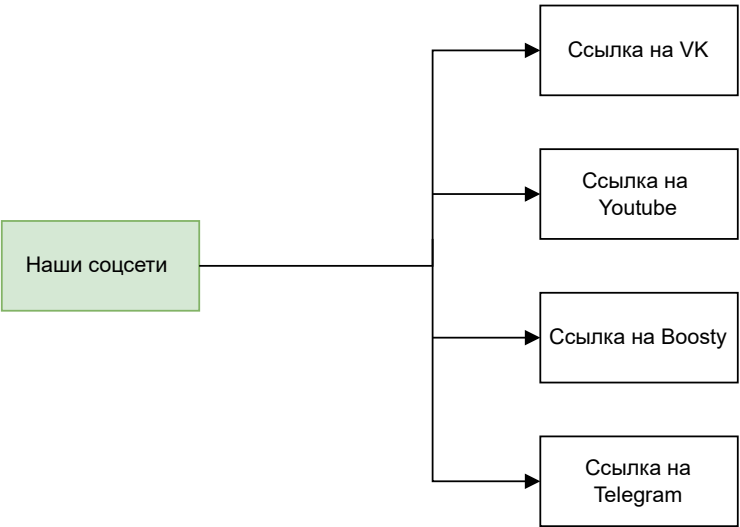 Ссылка на VK
Ссылка на
Youtube
Наши соцсети
Ссылка на Boosty
Ссылка на
Telegram